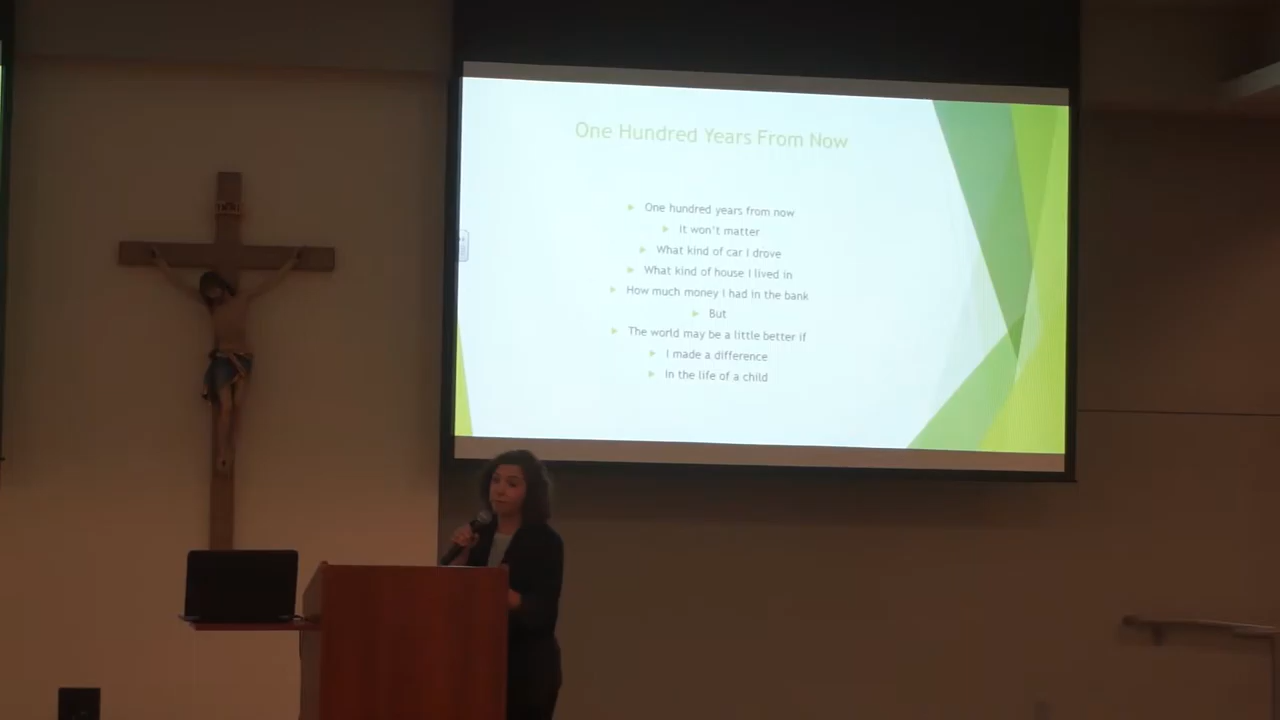 One Hundred Years From Now
One hundred years from now
It won't matter
What kind of car I drove
What kind of house I lived in
How much money I had in the bank
But
The world may be a little better if
I made a difference
In the life of a child